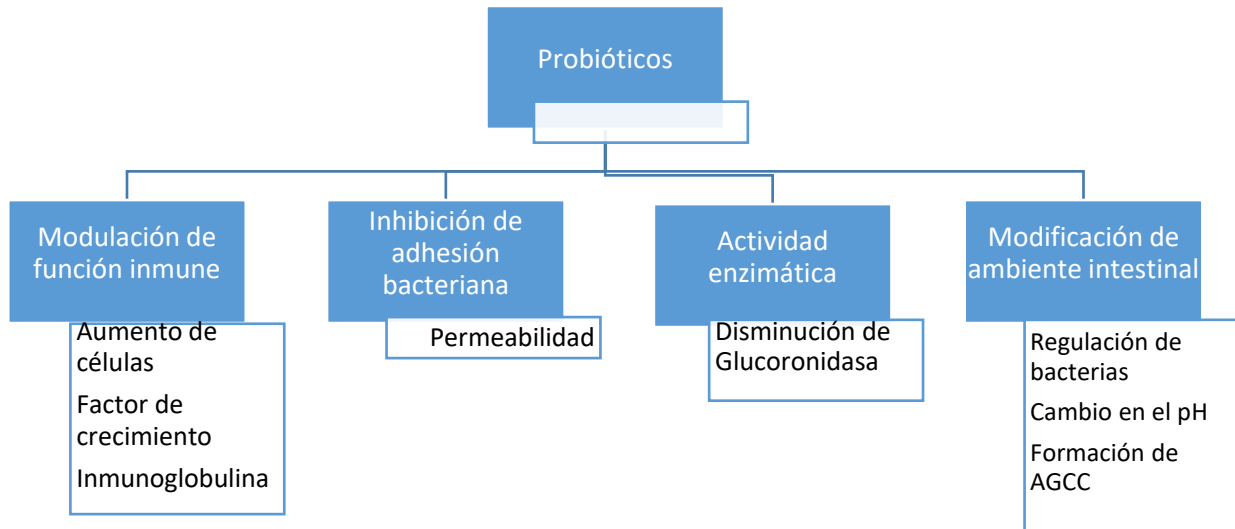 Probióticos
Modulación de
función inmune
Aumento de
células
Factor de
crecimiento
Inmunoglobulina
Inhibición de
adhesión
bacteriana
Permeabilidad
Actividad
enzimática
Disminución de
Glucoronidasa
Modificación de
ambiente intestinal
Regulación de
bacterias
Cambio en el pH
Formación de
AGCC